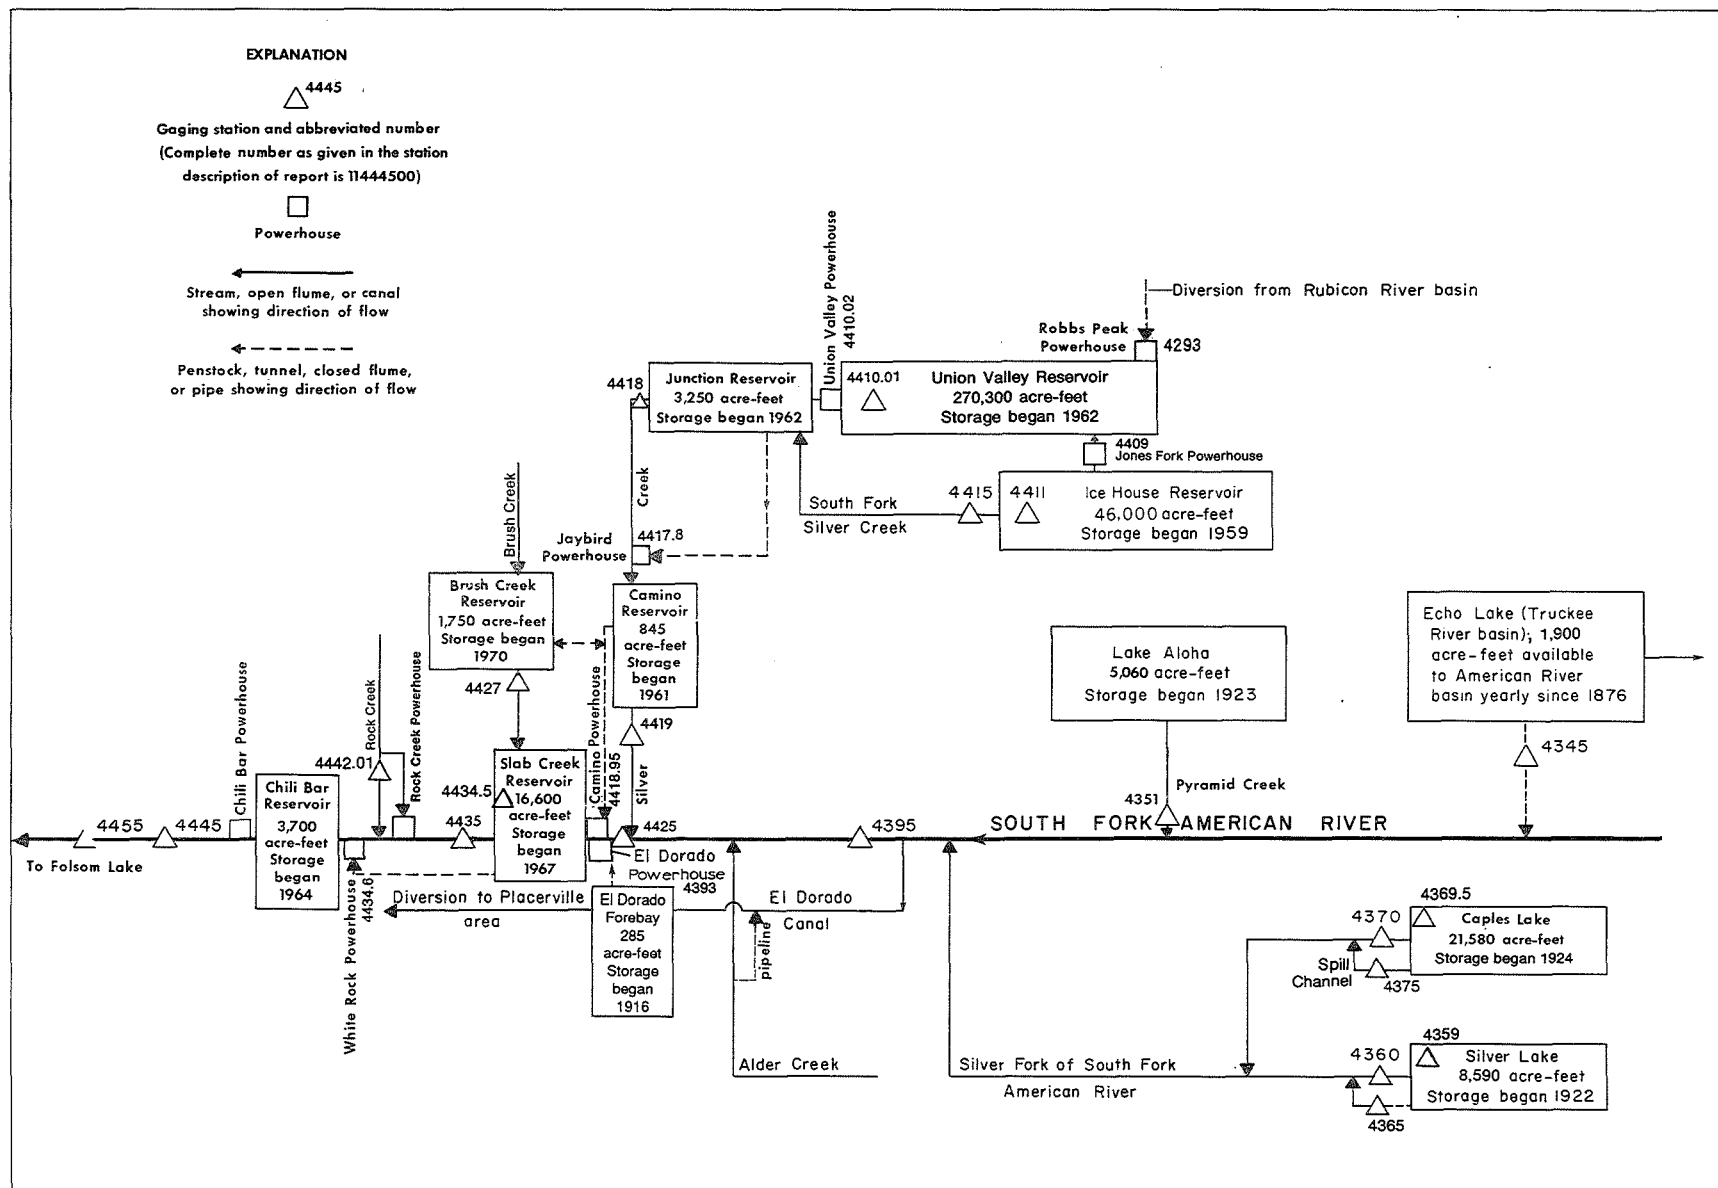 EXPLANATION
4445
Gaging station and abbreviated number
(Complete number as given in the station
description of report is 11444500)
Powerhouse
Stream, open flume, or canal
showing direction of flow
Penstock, tunnel, closed flume,
or pipe showing direction of flow
Union Valley Powerhouse
4410.02
Diversion from Rubicon River basin
Robbs Peak
Powerhouse
4293
4418
Junction Reservoir
3,250 acre-feet
Storage began 1962
4410.01
Union Valley Reservoir
270,300 acre-feet
Storage began 1962
4409
Jones Fork Powerhouse
Creek
South Fork
Silver Creek
4415
4411
Ice House Reservoir
46,000 acre-feet
Storage began 1959
Brush Creek
Jaybird
Powerhouse
4417.8
Brush Creek
Reservoir
1,750 acre-feet
Storage began
1970
Camino
Reservoir
845
acre-feet
Storage
began
1961
Lake Aloha
5,060 acre-feet
Storage began 1923
Echo Lake (Truckee
River basin); 1,900
acre-feet available
to American River
basin yearly since 1876
4427
4419
4345
Chili Bar Powerhouse
Rock Creek
Rock Creek Powerhouse
4442.01
Camino Powerhouse
4418.95
Silver
Pyramid Creek
4351
4455
4445
Chili Bar
Reservoir
3,700
acre-feet
Storage
began
1964
4434.5
4435
Slab Creek
Reservoir
16,600
acre-feet
Storage
began
1967
4425
4395
SOUTH FORK AMERICAN RIVER
To Folsom Lake
White Rock Powerhouse
4434.6
El Dorado
Powerhouse
4393
Diversion to Placerville
area
El Dorado
Forebay
285
acre-feet
Storage
began
1916
El Dorado
Canal
pipeline
Alder Creek
4369.5
4370
Caples Lake
21,580 acre-feet
Storage began 1924
Spill
Channel
4375
Silver Fork of South Fork
American River
4359
4360
Silver Lake
8,590 acre-feet
Storage began 1922
4365